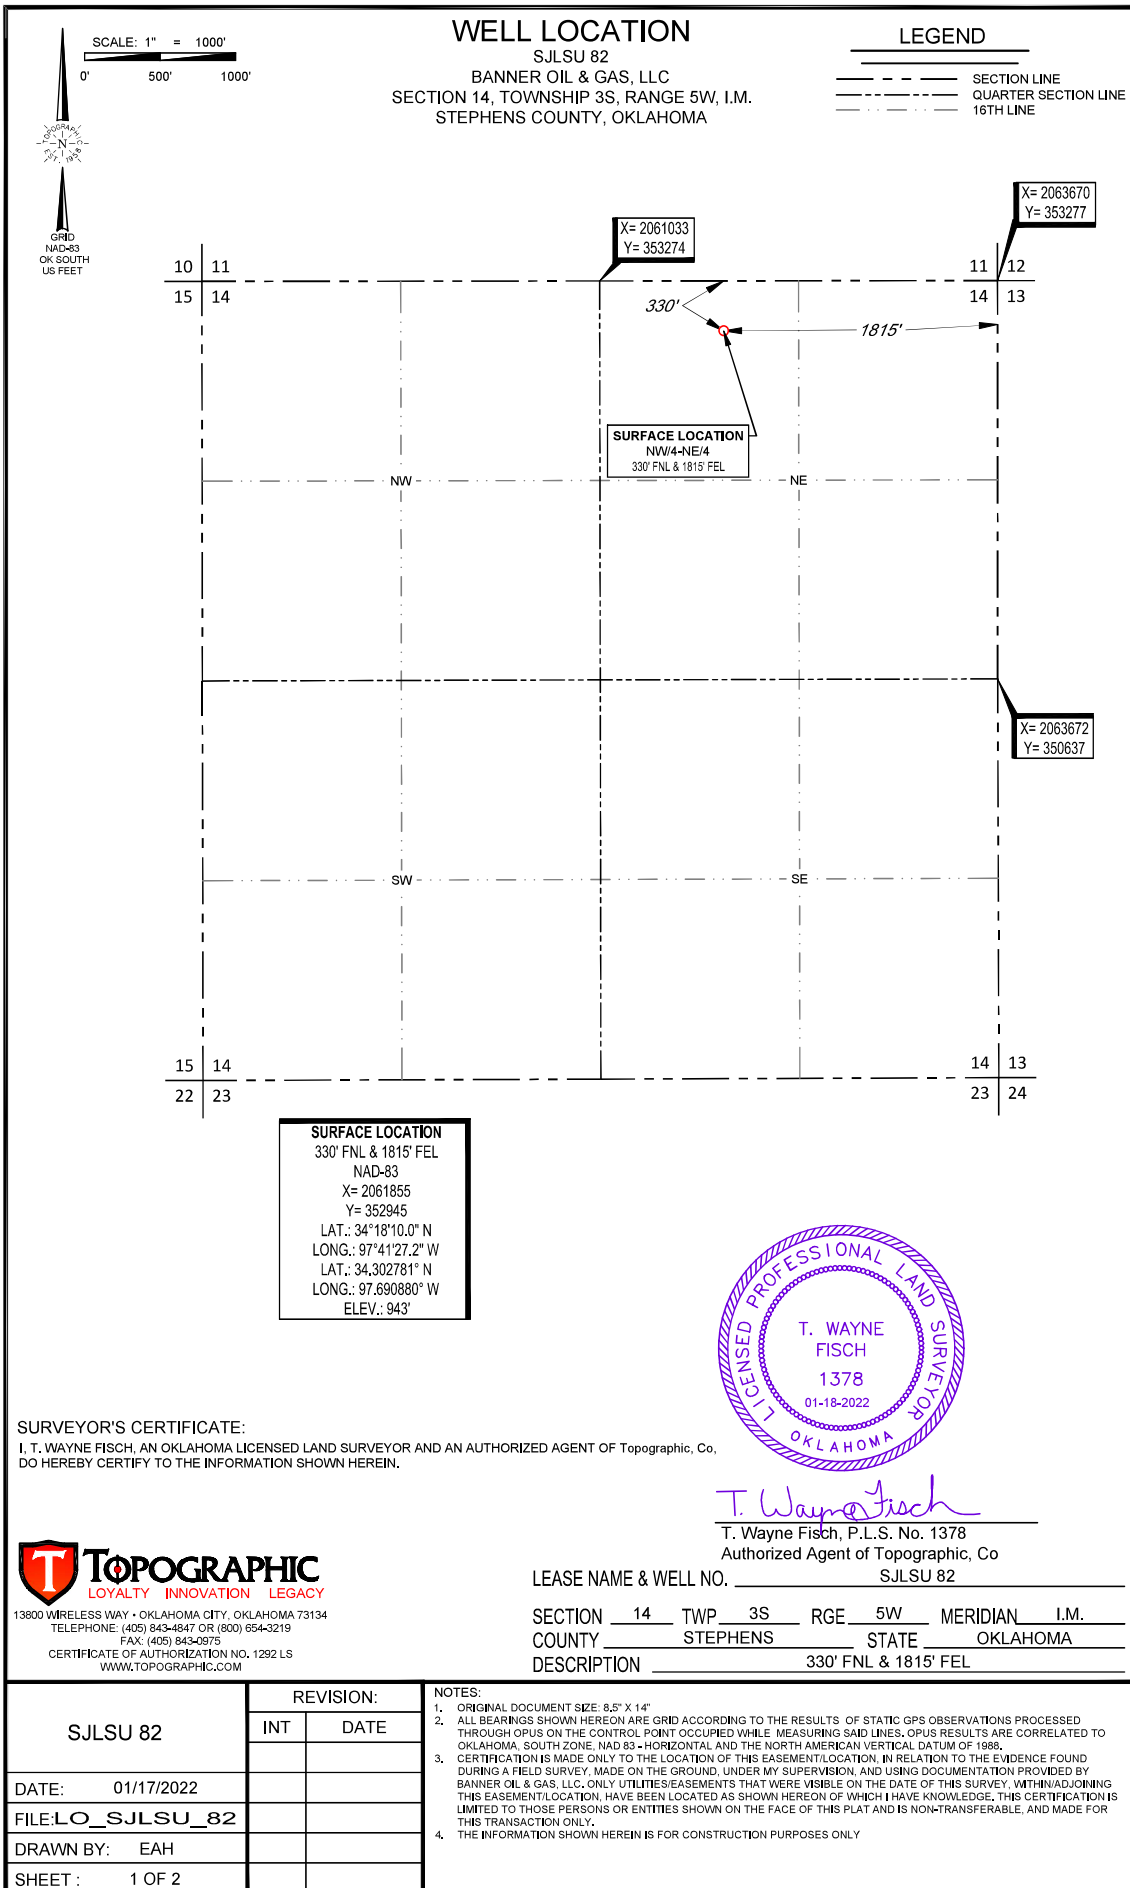 WELL LOCATION
SJLSU 82
BANNER OIL & GAS, LLC
SECTION 14, TOWNSHIP 3S, RANGE 5W, I.M.
STEPHENS COUNTY, OKLAHOMA
SCALE: 1" = 1000'
0' 500' 1000'
TOPOGRAPHIC
N
EST. 1958
GRID
NAD-83
OK SOUTH
US FEET
LEGEND
SECTION LINE
QUARTER SECTION LINE
16TH LINE
X= 2063670
Y= 353277
X= 2061033
Y= 353274
10 11
15 14
11 12
14 13
330'
1815'
SURFACE LOCATION
NW/4-NE/4
330' FNL & 1815' FEL
NW
NE
X= 2063672
Y= 350637
SW
SE
15 14
22 23
14 13
23 24
SURFACE LOCATION
330' FNL & 1815' FEL
NAD-83
X= 2061855
Y= 352945
LAT.: 34°18'10.0" N
LONG.: 97°41'27.2" W
LAT.: 34.302781° N
LONG.: 97.690880° W
ELEV.: 943'
LICENSED PROFESSIONAL LAND SURVEYOR
T. WAYNE
FISCH
1378
01-18-2022
OKLAHOMA
SURVEYOR'S CERTIFICATE:
I, T. WAYNE FISCH, AN OKLAHOMA LICENSED LAND SURVEYOR AND AN AUTHORIZED AGENT OF Topographic, Co,
DO HEREBY CERTIFY TO THE INFORMATION SHOWN HEREIN.
T. Wayne Fisch
T. Wayne Fisch, P.L.S. No. 1378
Authorized Agent of Topographic, Co
T TOPOGRAPHIC
LOYALTY INNOVATION LEGACY
13800 WIRELESS WAY • OKLAHOMA CITY, OKLAHOMA 73134
TELEPHONE: (405) 843-4847 OR (800) 654-3219
FAX: (405) 843-0975
CERTIFICATE OF AUTHORIZATION NO. 1292 LS
WWW.TOPOGRAPHIC.COM
LEASE NAME & WELL NO. SJLSU 82
SECTION 14 TWP 3S RGE 5W MERIDIAN I.M.
COUNTY STEPHENS STATE OKLAHOMA
DESCRIPTION 330' FNL & 1815' FEL
SJLSU 82
REVISION:
INT DATE
DATE: 01/17/2022
FILE:LO_SJLSU_82
DRAWN BY: EAH
SHEET : 1 OF 2
NOTES:
1. ORIGINAL DOCUMENT SIZE: 8.5" X 14"
2. ALL BEARINGS SHOWN HEREON ARE GRID ACCORDING TO THE RESULTS OF STATIC GPS OBSERVATIONS PROCESSED
THROUGH OPUS ON THE CONTROL POINT OCCUPIED WHILE MEASURING SAID LINES. OPUS RESULTS ARE CORRELATED TO
OKLAHOMA, SOUTH ZONE, NAD 83 - HORIZONTAL AND THE NORTH AMERICAN VERTICAL DATUM OF 1988.
3. CERTIFICATION IS MADE ONLY TO THE LOCATION OF THIS EASEMENT/LOCATION, IN RELATION TO THE EVIDENCE FOUND
DURING A FIELD SURVEY, MADE ON THE GROUND, UNDER MY SUPERVISION, AND USING DOCUMENTATION PROVIDED BY
BANNER OIL & GAS, LLC. ONLY UTILITIES/EASEMENTS THAT WERE VISIBLE ON THE DATE OF THIS SURVEY, WITHIN/ADJOINING
THIS EASEMENT/LOCATION, HAVE BEEN LOCATED AS SHOWN HEREON OF WHICH I HAVE KNOWLEDGE. THIS CERTIFICATION IS
LIMITED TO THOSE PERSONS OR ENTITIES SHOWN ON THE FACE OF THIS PLAT AND IS NON-TRANSFERABLE, AND MADE FOR
THIS TRANSACTION ONLY.
4. THE INFORMATION SHOWN HEREIN IS FOR CONSTRUCTION PURPOSES ONLY